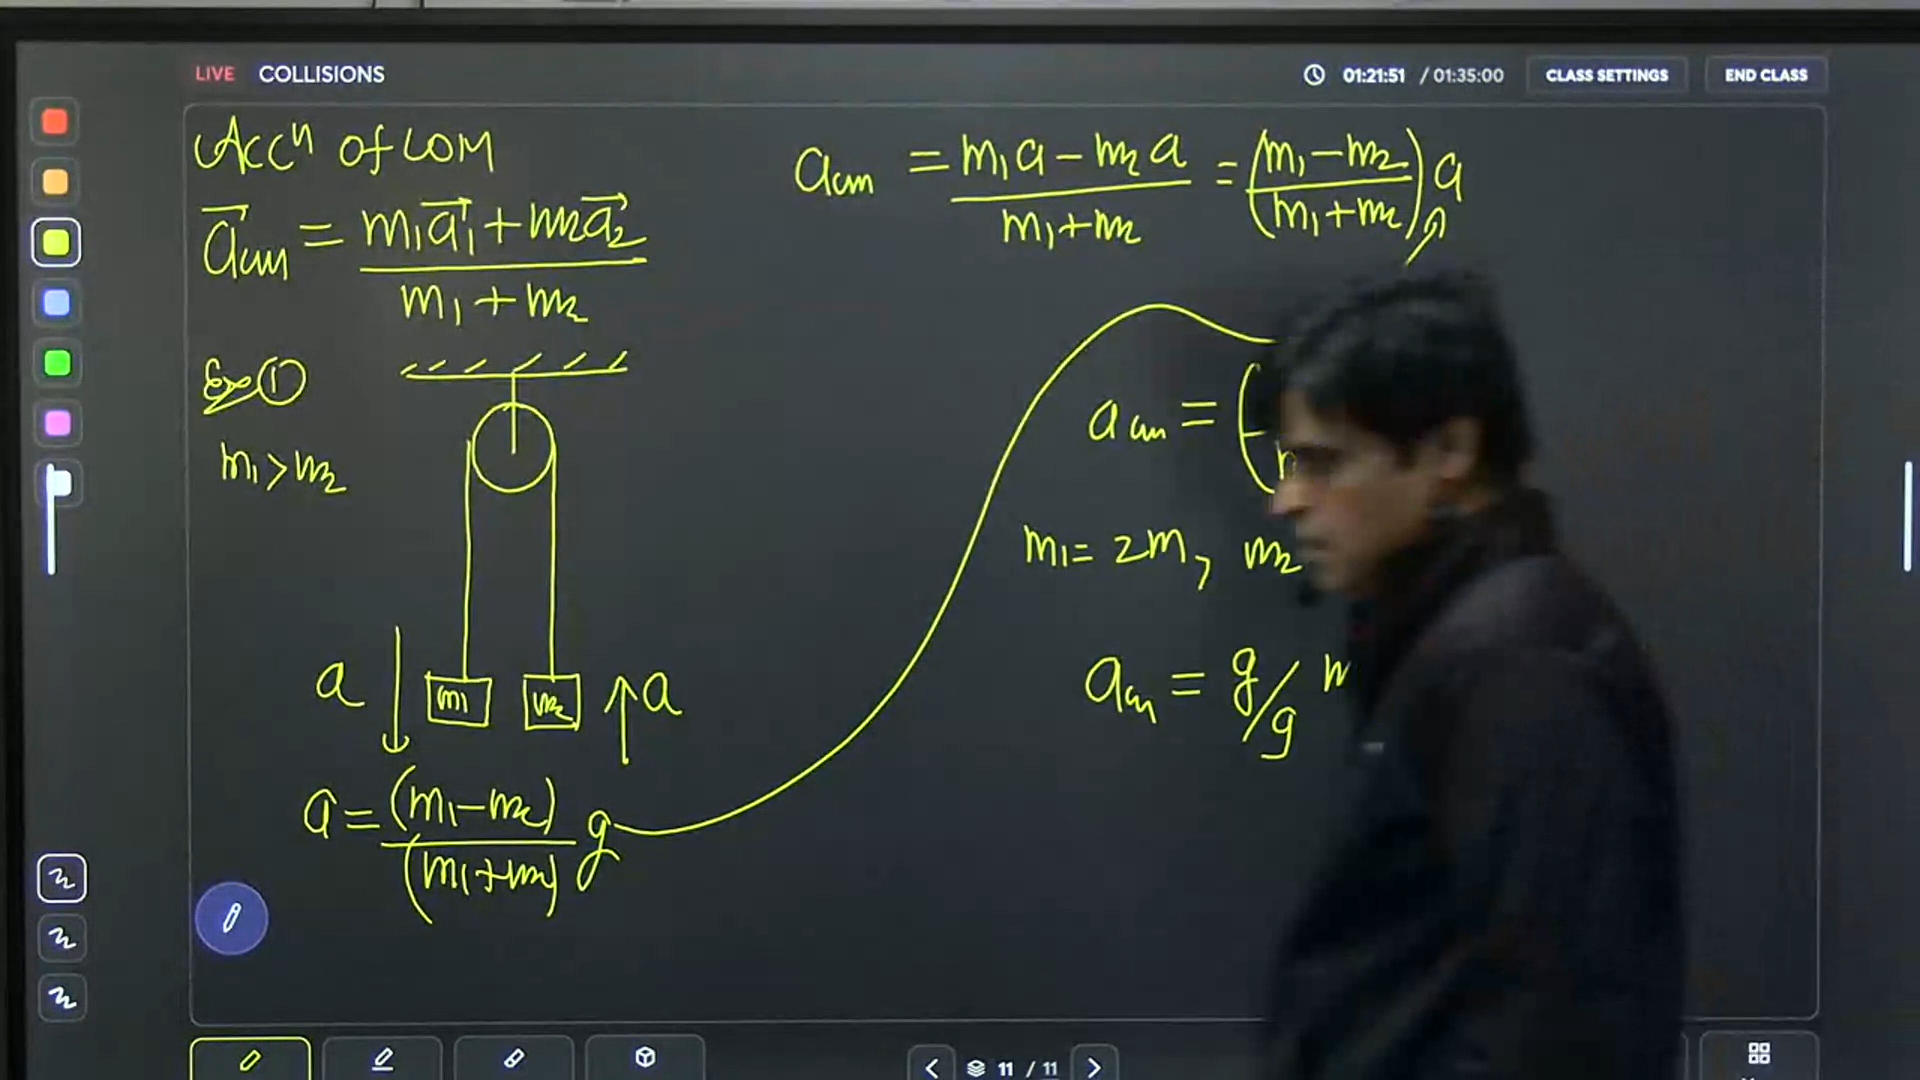 LIVE COLLISIONS
01:21:51 / 01:35:00 CLASS SETTINGS END CLASS
Accⁿ of COM
a⃗cm = (m₁a⃗₁ + m₂a⃗₂) / (m₁ + m₂)
Ex ①
m₁ > m₂
m₁ m₂
a ↓ ↑ a
a = (m₁ - m₂) / (m₁ + m₂) g
acm = (m₁a - m₂a) / (m₁ + m₂) = (m₁ - m₂) / (m₁ + m₂) a
acm = (
m₁ = 2m, m₂
acm = g/9
11 / 11